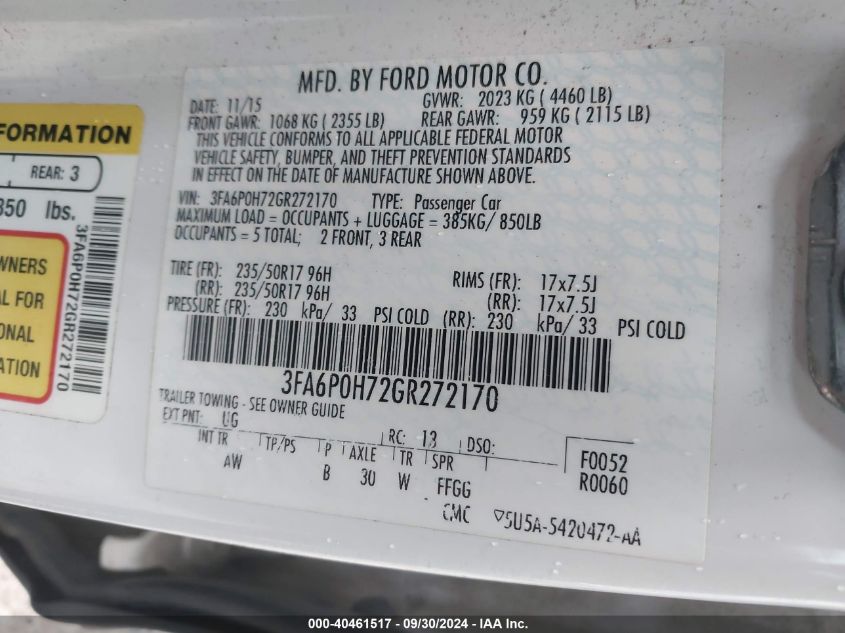 MFD. BY FORD MOTOR CO.
DATE: 11/15 GVWR: 2023 KG ( 4460 LB)
FRONT GAWR: 1068 KG ( 2355 LB) REAR GAWR: 959 KG ( 2115 LB)
THIS VEHICLE CONFORMS TO ALL APPLICABLE FEDERAL MOTOR
VEHICLE SAFETY, BUMPER, AND THEFT PREVENTION STANDARDS
IN EFFECT ON THE DATE OF MANUFACTURE SHOWN ABOVE.
VIN: 3FA6P0H72GR272170 TYPE: Passenger Car
MAXIMUM LOAD = OCCUPANTS + LUGGAGE = 385KG/ 850LB
OCCUPANTS = 5 TOTAL; 2 FRONT, 3 REAR
TIRE (FR): 235/50R17 96H RIMS (FR): 17x7.5J
(RR): 235/50R17 96H (RR): 17x7.5J
PRESSURE (FR): 230 kPa/ 33 PSI COLD (RR): 230 kPa/ 33 PSI COLD
3FA6P0H72GR272170
TRAILER TOWING - SEE OWNER GUIDE
EXT PNT: UG RC: 13 DSO:
INT TR TP/PS P AXLE TR SPR F0052
AW B 30 W FFGG R0060
CMC 5U5A-5420472-AA
FORMATION
REAR: 3
850 lbs.
WNERS
AL FOR
ONAL
ATION
3FA6P0H72GR272170
000-40461517 - 09/30/2024 - IAA Inc.